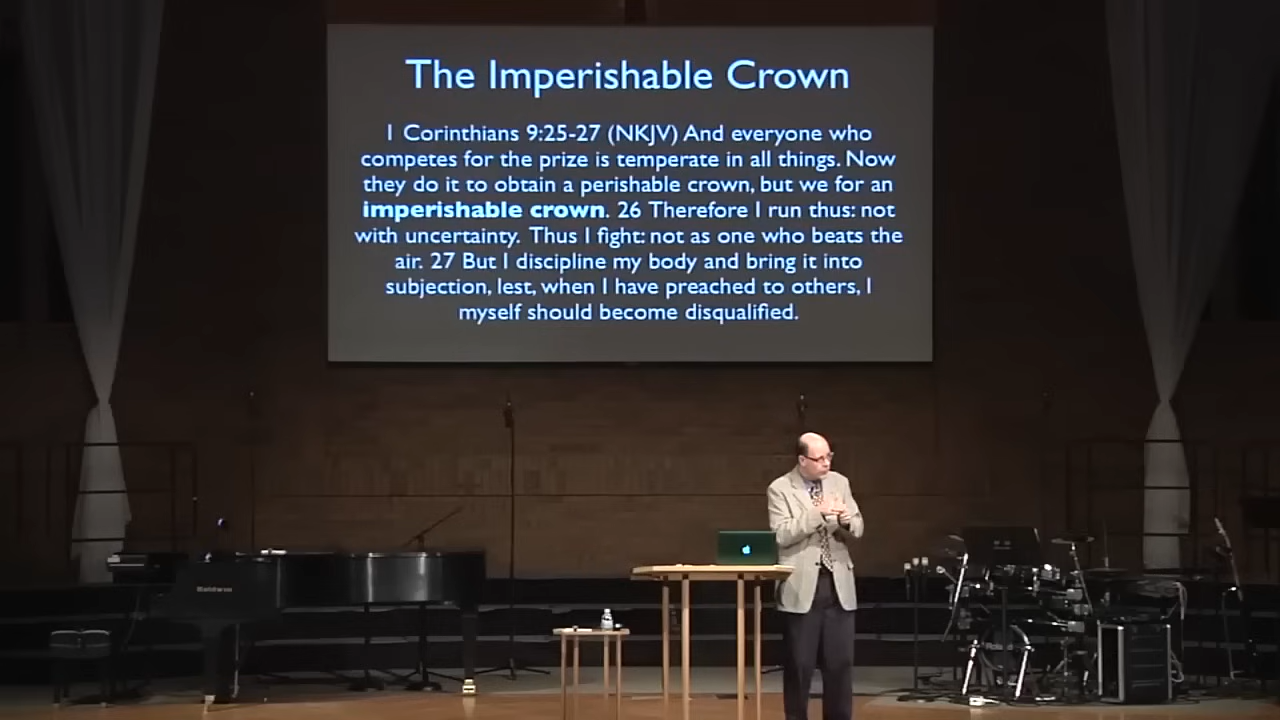 The Imperishable Crown
1 Corinthians 9:25-27 (NKJV) And everyone who
competes for the prize is temperate in all things. Now
they do it to obtain a perishable crown, but we for an
imperishable crown. 26 Therefore I run thus: not
with uncertainty. Thus I fight: not as one who beats the
air. 27 But I discipline my body and bring it into
subjection, lest, when I have preached to others, I
myself should become disqualified.
Baldwin